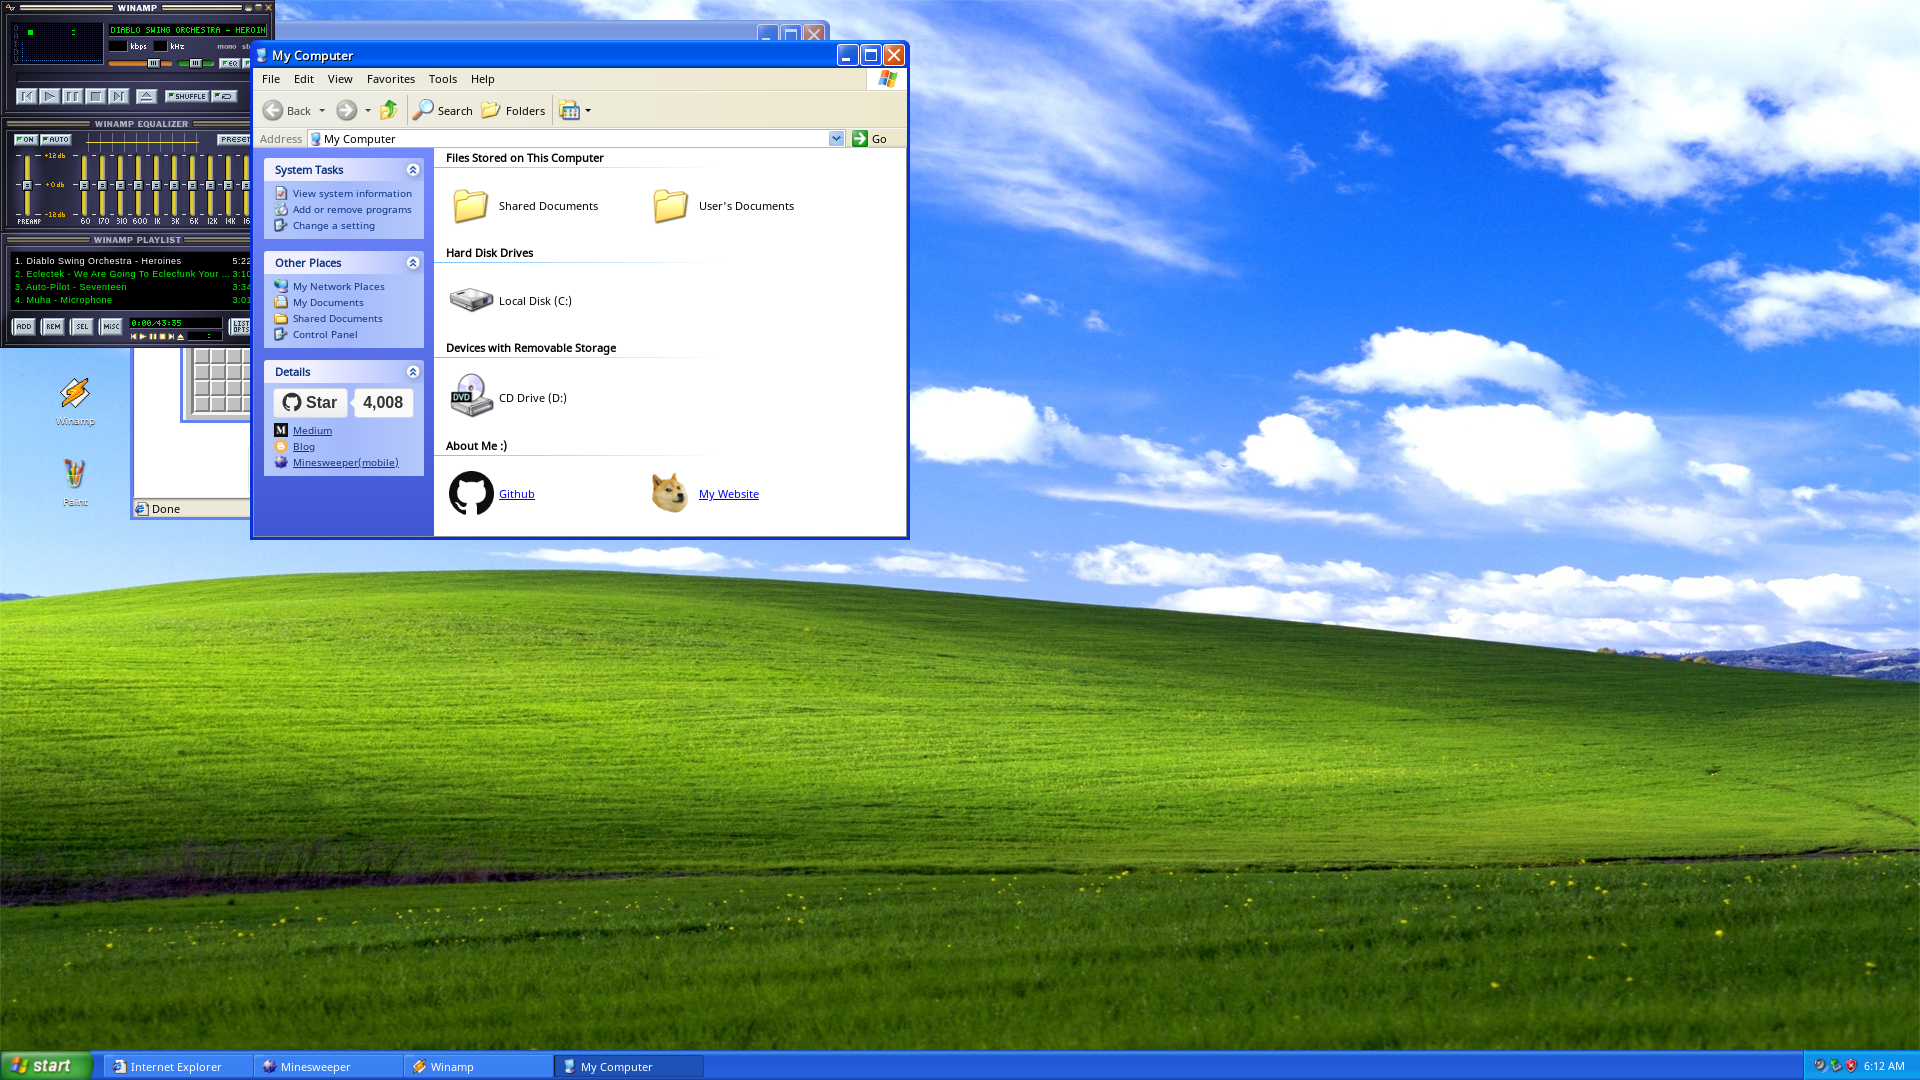 WINAMP
DIABLO SWING ORCHESTRA - HEROIN
kbps kHz mono
EQ
SHUFFLE
WINAMP EQUALIZER
ON AUTO PRESET
+12db
+0db
-12db
PREAMP 60 170 310 600 1K 3K 6K 12K 14K
WINAMP PLAYLIST
1. Diablo Swing Orchestra - Heroines 5:22
2. Eclectek - We Are Going To Eclecfunk Your ... 3:10
3. Auto-Pilot - Seventeen 3:34
4. Muha - Microphone 3:01
ADD REM SEL MISC 0:00/43:35 LIST OPTS
Winamp
Paint
Done
My Computer
File Edit View Favorites Tools Help
Back Search Folders
Address My Computer Go
System Tasks
View system information
Add or remove programs
Change a setting
Other Places
My Network Places
My Documents
Shared Documents
Control Panel
Details
Star 4,008
Medium
Blog
Minesweeper(mobile)
Files Stored on This Computer
Shared Documents User's Documents
Hard Disk Drives
Local Disk (C:)
Devices with Removable Storage
DVD CD Drive (D:)
About Me :)
Github My Website
start Internet Explorer Minesweeper Winamp My Computer 6:12 AM